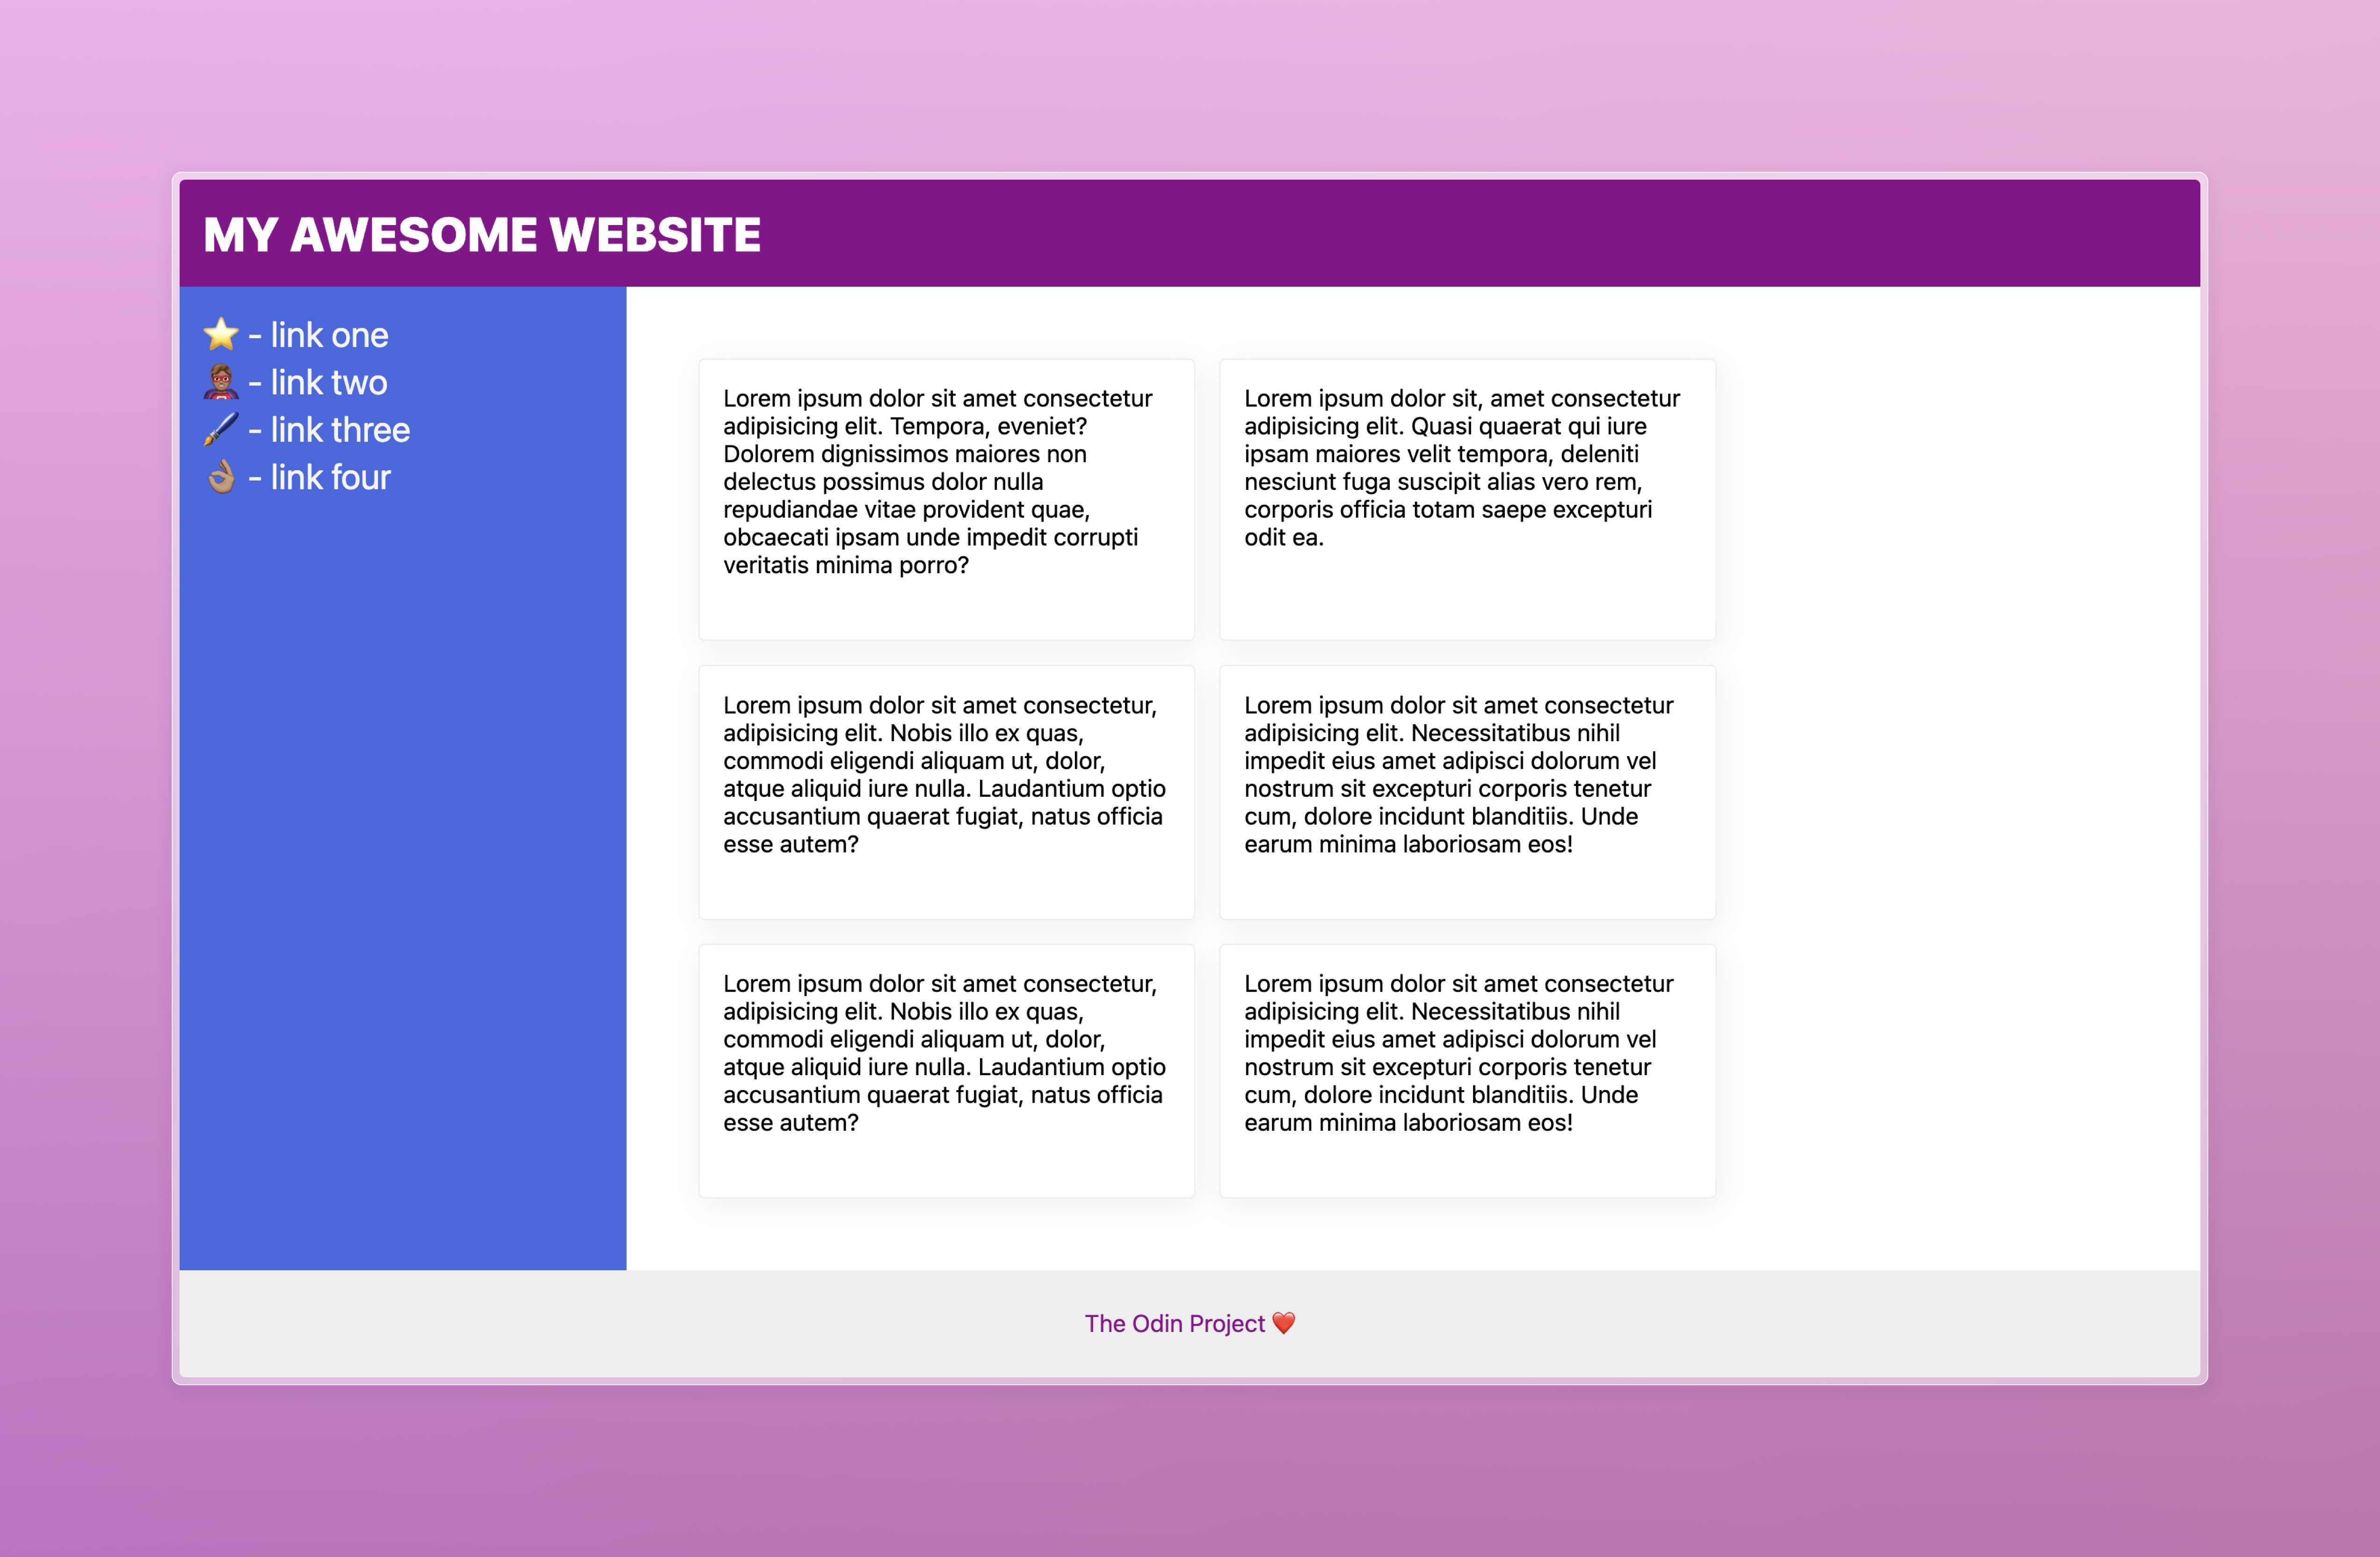 MY AWESOME WEBSITE
⭐ - link one
🦸🏽‍♂️ - link two
🖌️ - link three
👌🏽 - link four
Lorem ipsum dolor sit amet consectetur
adipisicing elit. Tempora, eveniet?
Dolorem dignissimos maiores non
delectus possimus dolor nulla
repudiandae vitae provident quae,
obcaecati ipsam unde impedit corrupti
veritatis minima porro?
Lorem ipsum dolor sit, amet consectetur
adipisicing elit. Quasi quaerat qui iure
ipsam maiores velit tempora, deleniti
nesciunt fuga suscipit alias vero rem,
corporis officia totam saepe excepturi
odit ea.
Lorem ipsum dolor sit amet consectetur,
adipisicing elit. Nobis illo ex quas,
commodi eligendi aliquam ut, dolor,
atque aliquid iure nulla. Laudantium optio
accusantium quaerat fugiat, natus officia
esse autem?
Lorem ipsum dolor sit amet consectetur
adipisicing elit. Necessitatibus nihil
impedit eius amet adipisci dolorum vel
nostrum sit excepturi corporis tenetur
cum, dolore incidunt blanditiis. Unde
earum minima laboriosam eos!
Lorem ipsum dolor sit amet consectetur,
adipisicing elit. Nobis illo ex quas,
commodi eligendi aliquam ut, dolor,
atque aliquid iure nulla. Laudantium optio
accusantium quaerat fugiat, natus officia
esse autem?
Lorem ipsum dolor sit amet consectetur
adipisicing elit. Necessitatibus nihil
impedit eius amet adipisci dolorum vel
nostrum sit excepturi corporis tenetur
cum, dolore incidunt blanditiis. Unde
earum minima laboriosam eos!
The Odin Project ❤️